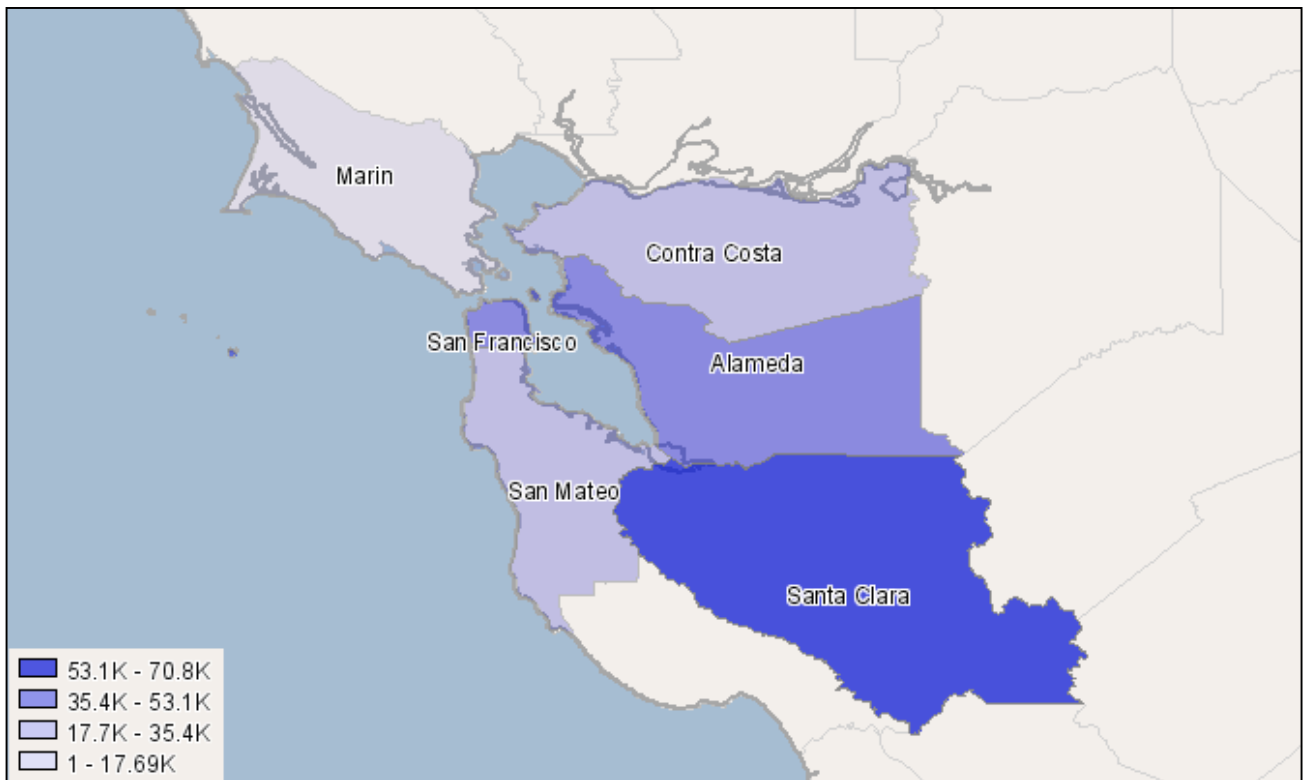 Marin
Contra Costa
San Francisco
Alameda
San Mateo
Santa Clara
53.1K - 70.8K
35.4K - 53.1K
17.7K - 35.4K
1 - 17.69K